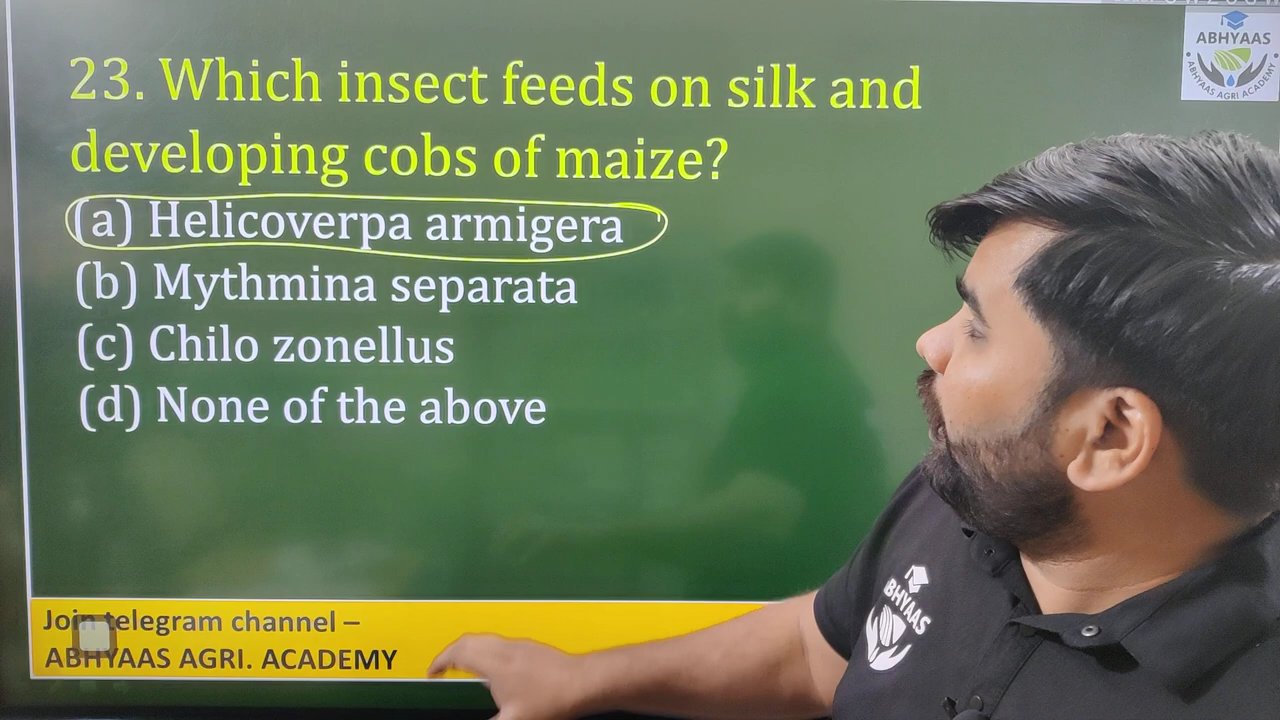 23. Which insect feeds on silk and
developing cobs of maize?
(a) Helicoverpa armigera
(b) Mythmina separata
(c) Chilo zonellus
(d) None of the above
Join telegram channel –
ABHYAAS AGRI. ACADEMY
ABHYAAS
ABHYAAS AGRI ACADEMY